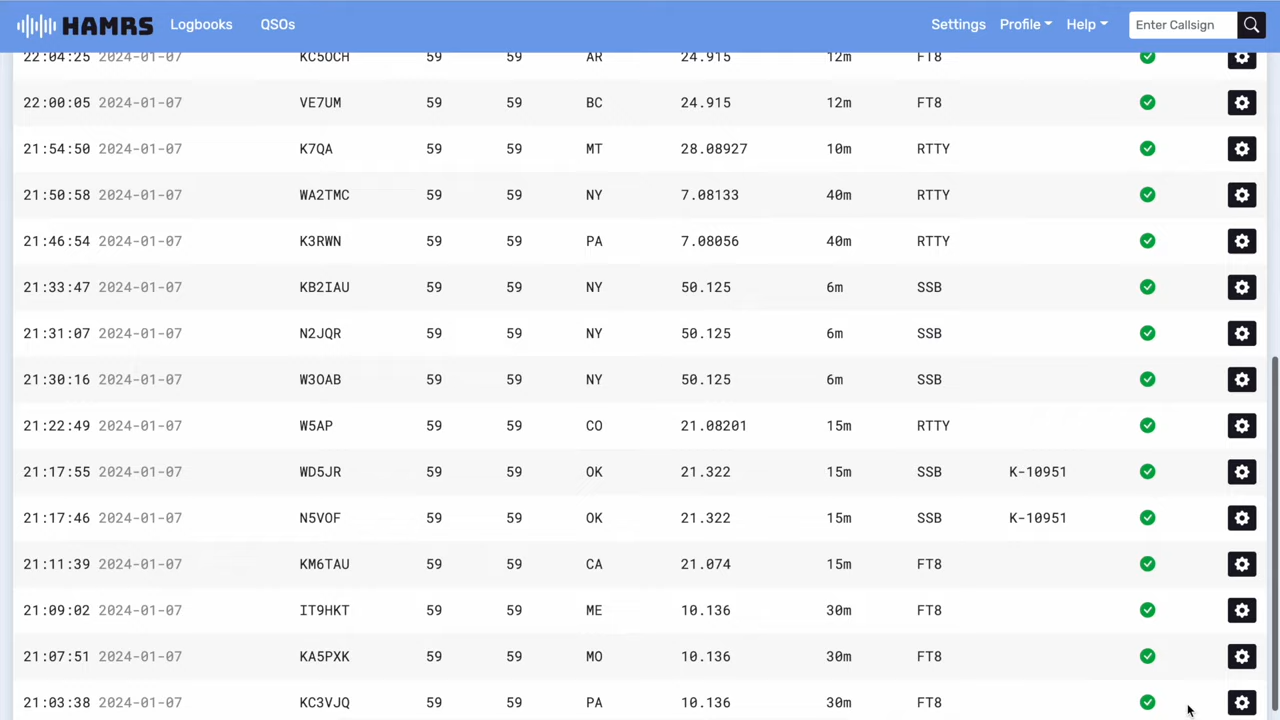 HAMRS Logbooks QSOs Settings Profile Help Enter Callsign
22:04:25 2024-01-07 KC5OCH 59 59 AR 24.915 12m FT8
22:00:05 2024-01-07 VE7UM 59 59 BC 24.915 12m FT8
21:54:50 2024-01-07 K7QA 59 59 MT 28.08927 10m RTTY
21:50:58 2024-01-07 WA2TMC 59 59 NY 7.08133 40m RTTY
21:46:54 2024-01-07 K3RWN 59 59 PA 7.08056 40m RTTY
21:33:47 2024-01-07 KB2IAU 59 59 NY 50.125 6m SSB
21:31:07 2024-01-07 N2JQR 59 59 NY 50.125 6m SSB
21:30:16 2024-01-07 W3OAB 59 59 NY 50.125 6m SSB
21:22:49 2024-01-07 W5AP 59 59 CO 21.08201 15m RTTY
21:17:55 2024-01-07 WD5JR 59 59 OK 21.322 15m SSB K-10951
21:17:46 2024-01-07 N5VOF 59 59 OK 21.322 15m SSB K-10951
21:11:39 2024-01-07 KM6TAU 59 59 CA 21.074 15m FT8
21:09:02 2024-01-07 IT9HKT 59 59 ME 10.136 30m FT8
21:07:51 2024-01-07 KA5PXK 59 59 MO 10.136 30m FT8
21:03:38 2024-01-07 KC3VJQ 59 59 PA 10.136 30m FT8